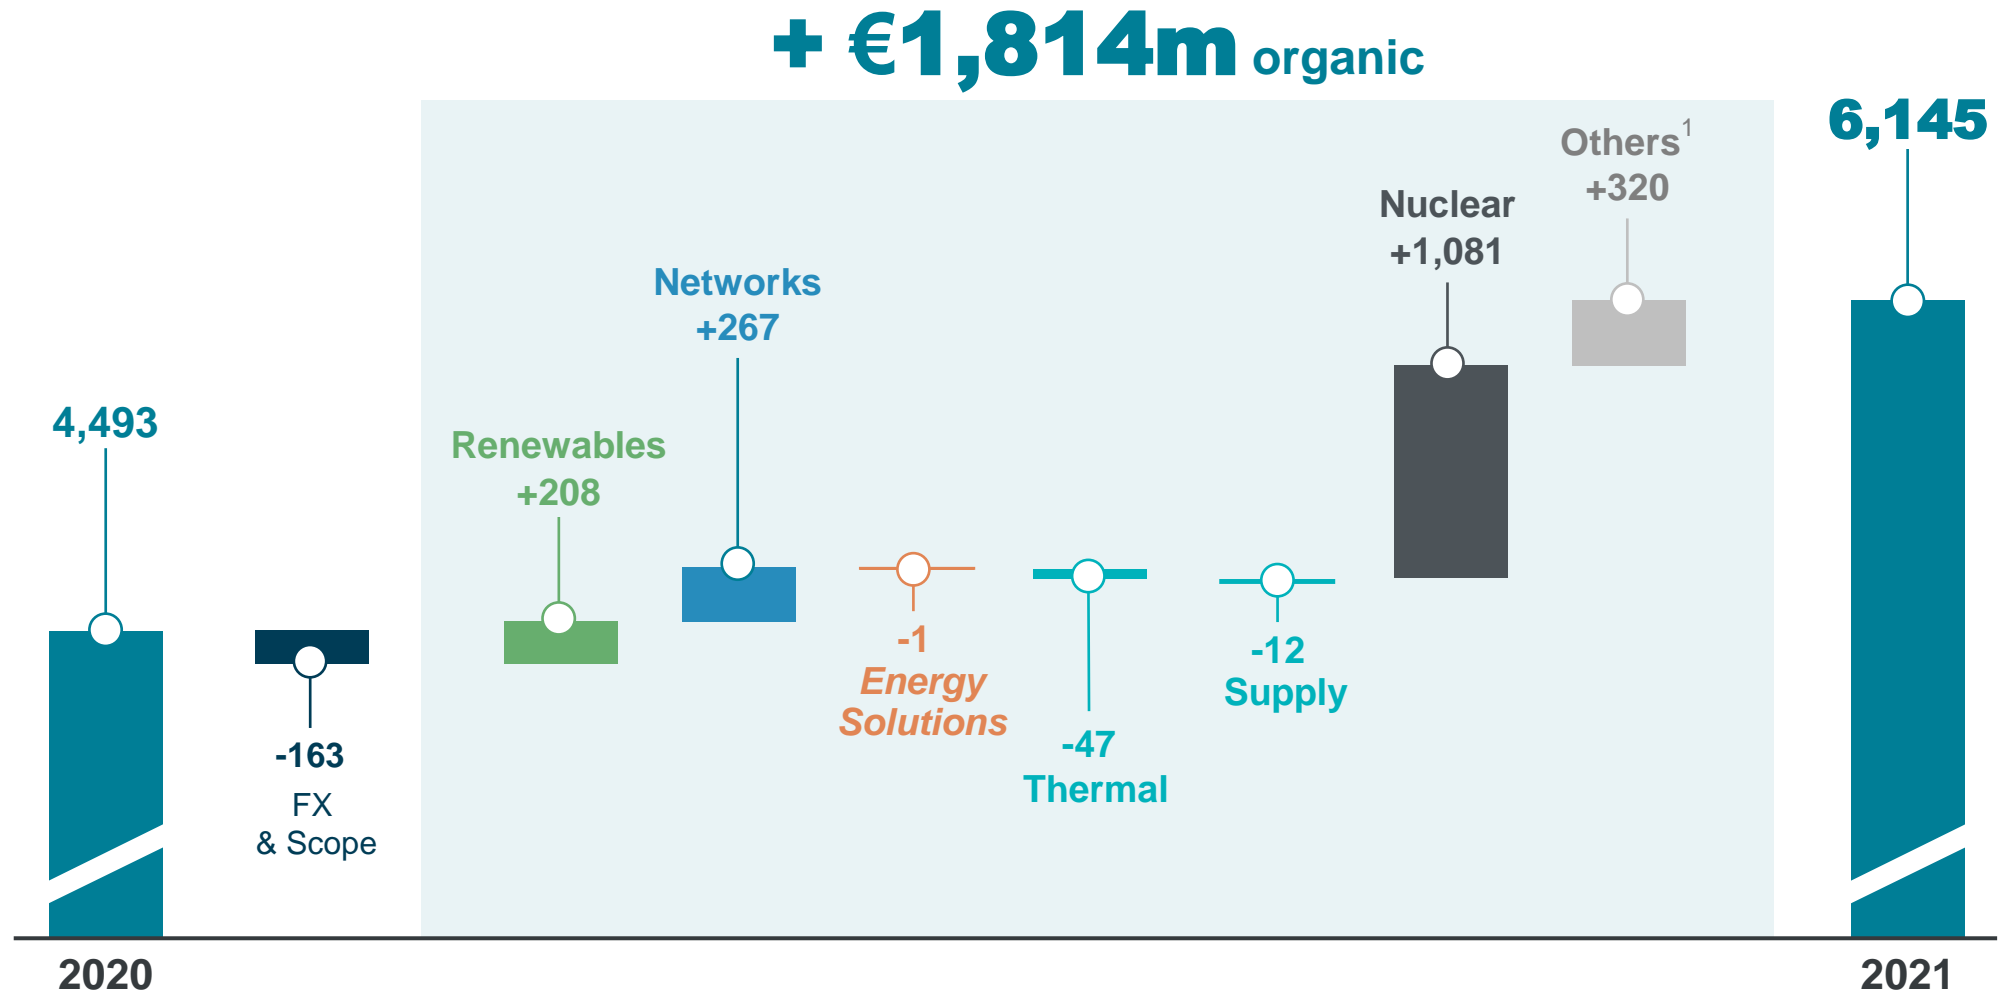 + €1,814m organic
4,493
-163
FX
& Scope
Renewables
+208
Networks
+267
-1
Energy
Solutions
-47
Thermal
-12
Supply
Nuclear
+1,081
Others1
+320
6,145
2020
2021